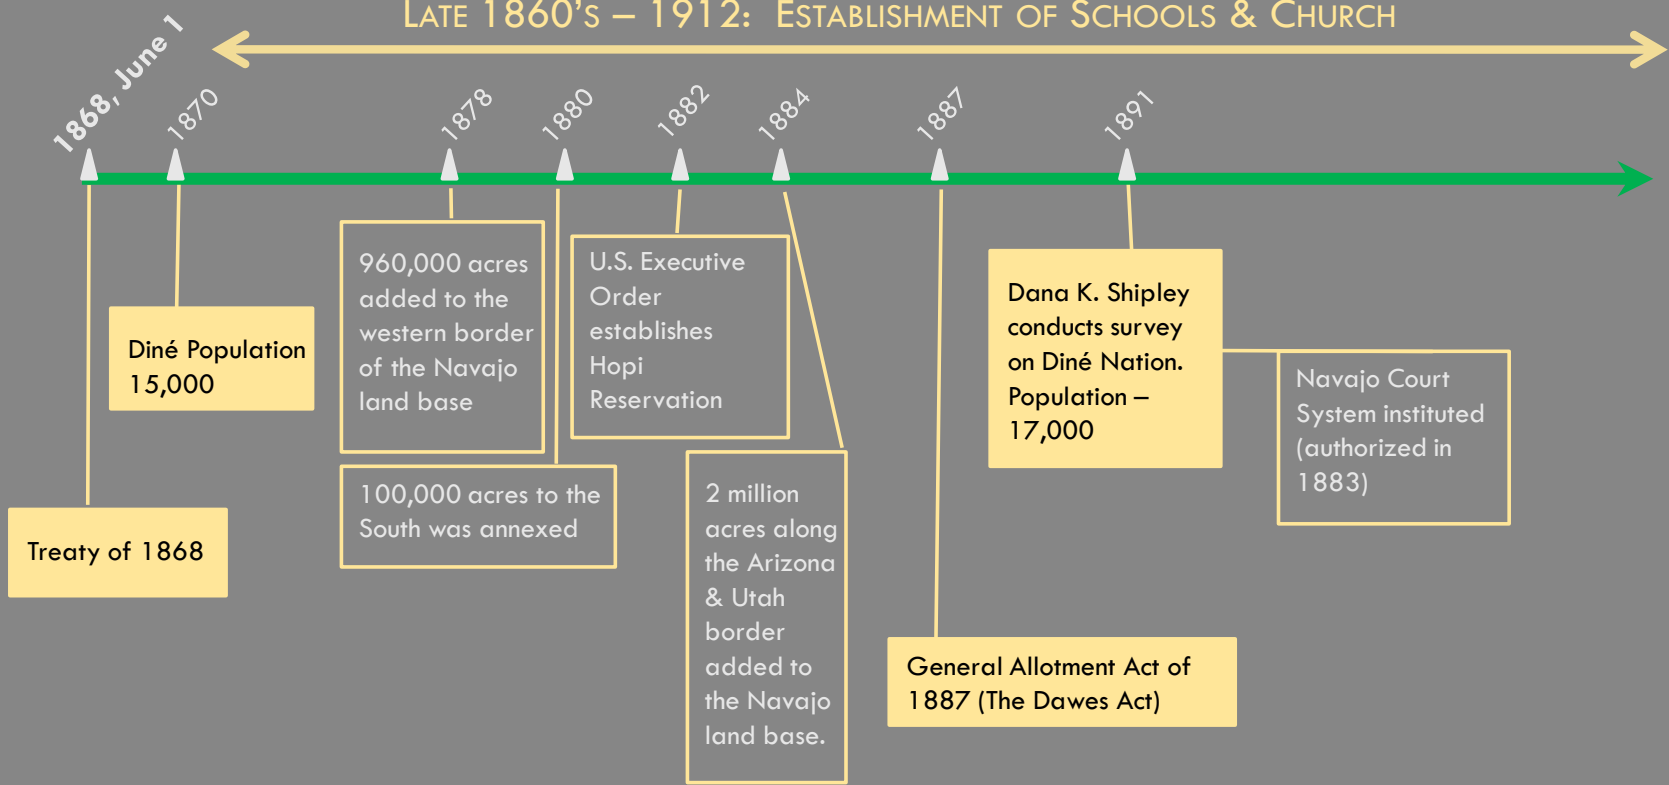 LATE 1860'S – 1912: ESTABLISHMENT OF SCHOOLS & CHURCH
1868, June 1
1870
1878
1880
1882
1884
1887
1891
Treaty of 1868
Diné Population
15,000
960,000 acres
added to the
western border
of the Navajo
land base
100,000 acres to the
South was annexed
U.S. Executive
Order
establishes
Hopi
Reservation
2 million
acres along
the Arizona
& Utah
border
added to
the Navajo
land base.
General Allotment Act of
1887 (The Dawes Act)
Dana K. Shipley
conducts survey
on Diné Nation.
Population –
17,000
Navajo Court
System instituted
(authorized in
1883)